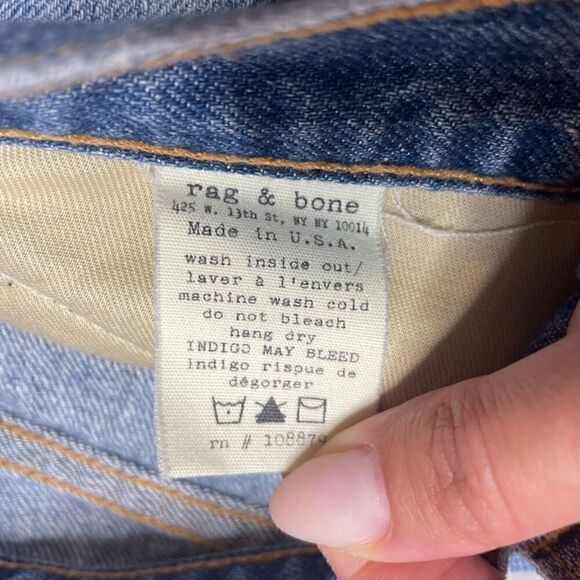 rag & bone
425 W. 13th St, NY NY 10014
Made in U.S.A.
wash inside out/
laver à l'envers
machine wash cold
do not bleach
hang dry
INDIGO MAY BLEED
indigo rispue de
dégorger
rn # 108879